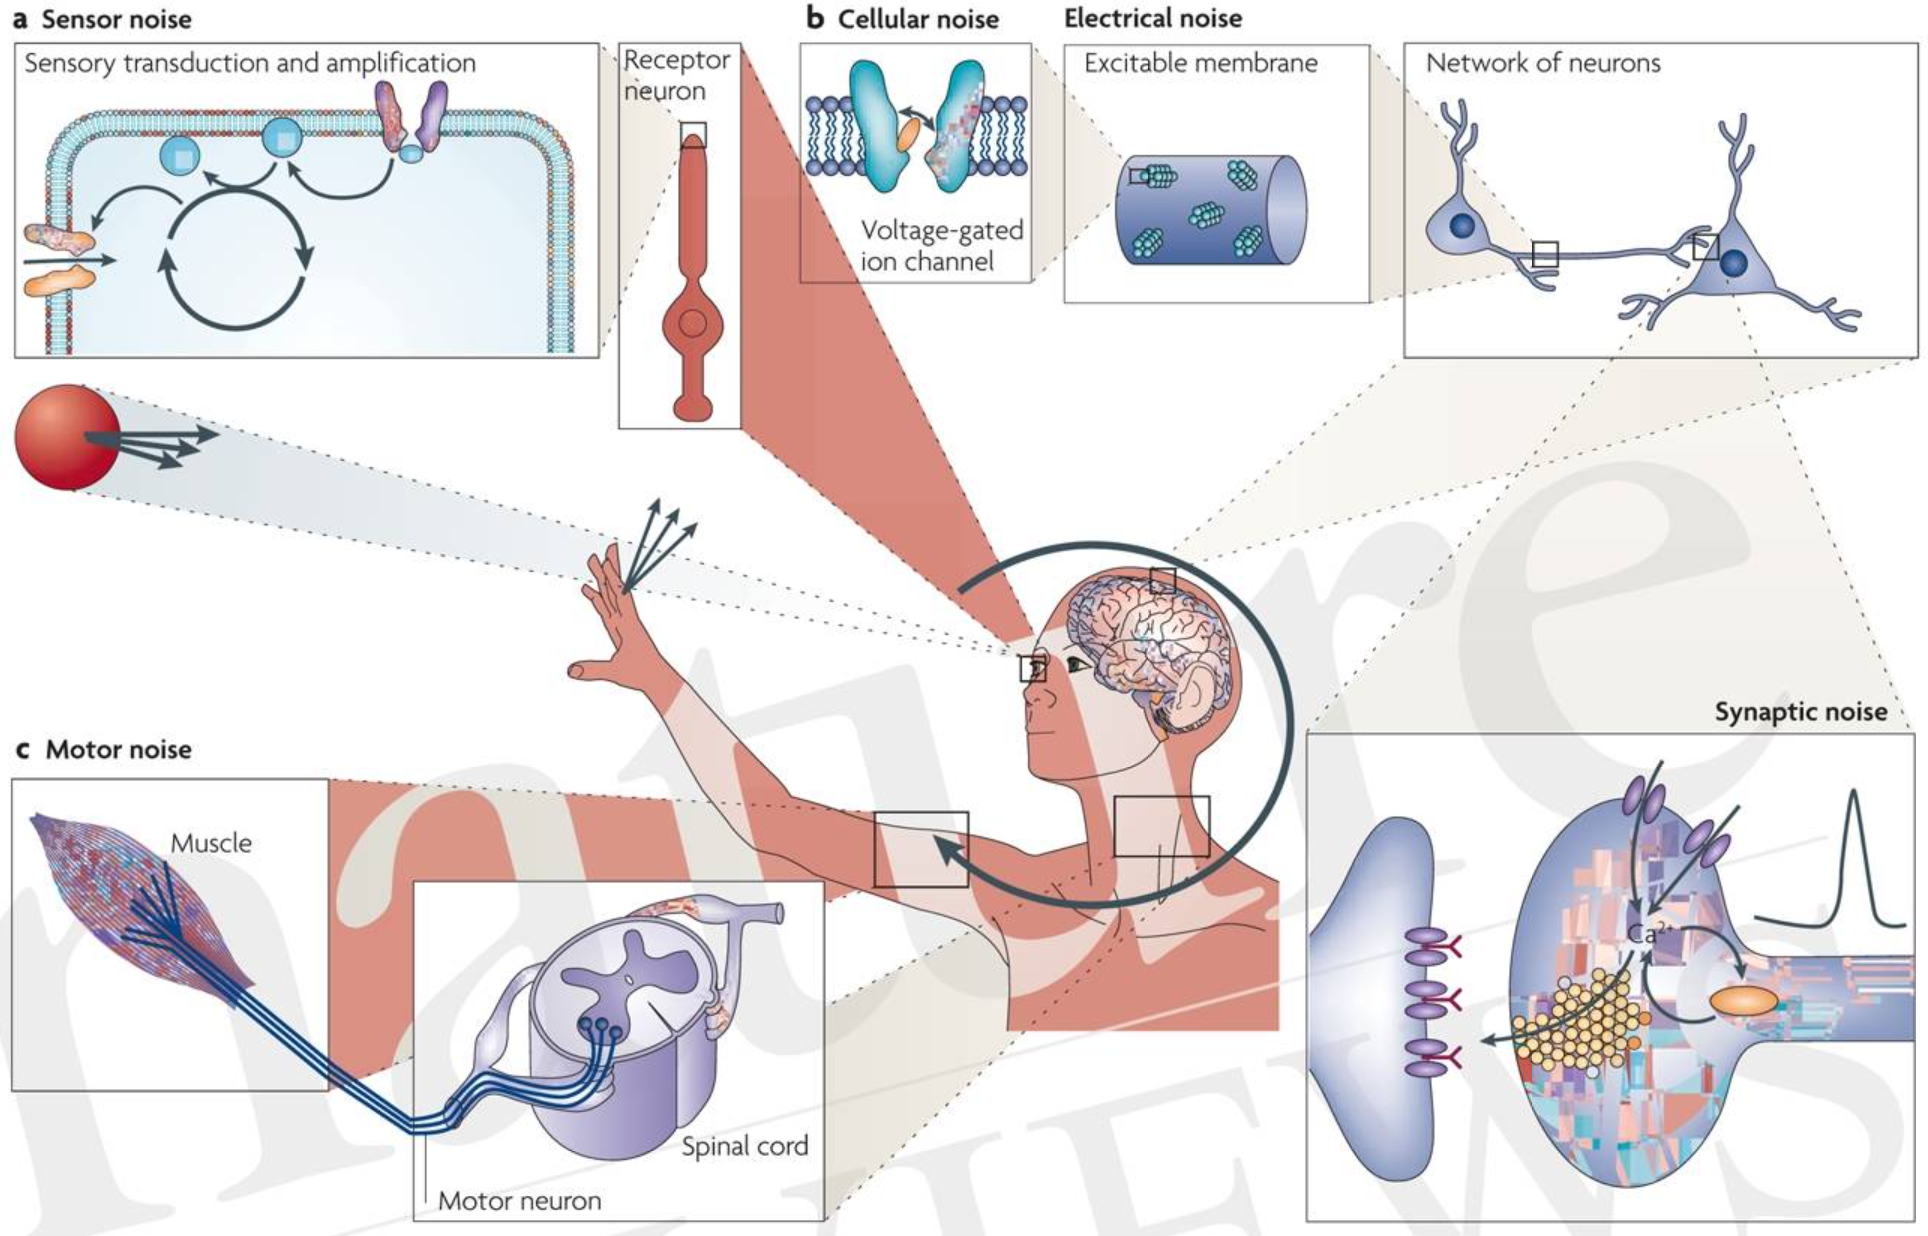 a Sensor noise
Sensory transduction and amplification
Receptor
neuron
b Cellular noise
Voltage-gated
ion channel
Electrical noise
Excitable membrane
Network of neurons
c Motor noise
Muscle
Spinal cord
Motor neuron
Synaptic noise
Ca²⁺
nature
REVIEWS